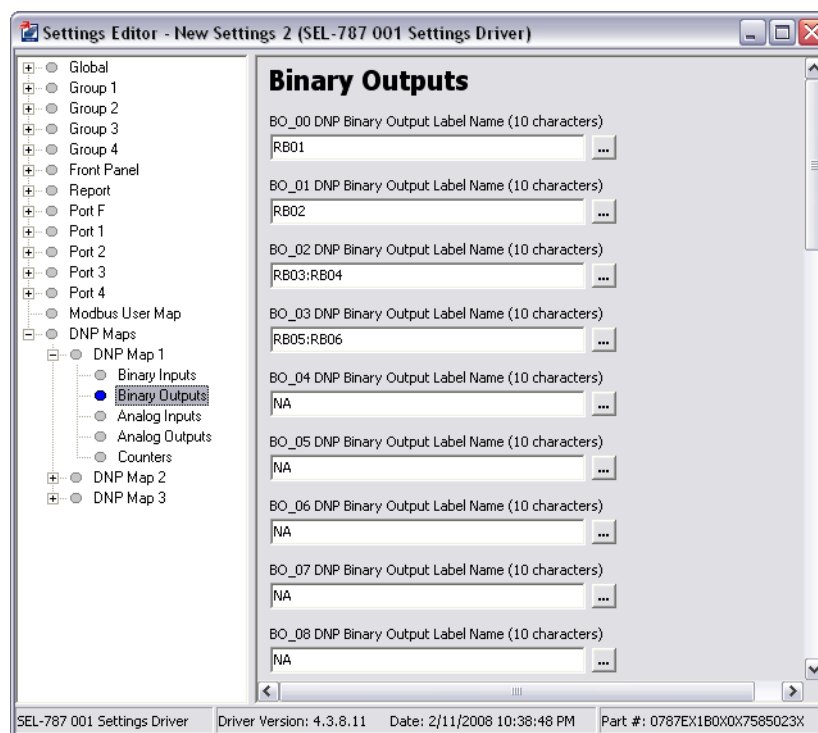 Settings Editor - New Settings 2 (SEL-787 001 Settings Driver)
Global
Group 1
Group 2
Group 3
Group 4
Front Panel
Report
Port F
Port 1
Port 2
Port 3
Port 4
Modbus User Map
DNP Maps
DNP Map 1
Binary Inputs
Binary Outputs
Analog Inputs
Analog Outputs
Counters
DNP Map 2
DNP Map 3
Binary Outputs
BO_00 DNP Binary Output Label Name (10 characters)
RB01
...
BO_01 DNP Binary Output Label Name (10 characters)
RB02
...
BO_02 DNP Binary Output Label Name (10 characters)
RB03:RB04
...
BO_03 DNP Binary Output Label Name (10 characters)
RB05:RB06
...
BO_04 DNP Binary Output Label Name (10 characters)
NA
...
BO_05 DNP Binary Output Label Name (10 characters)
NA
...
BO_06 DNP Binary Output Label Name (10 characters)
NA
...
BO_07 DNP Binary Output Label Name (10 characters)
NA
...
BO_08 DNP Binary Output Label Name (10 characters)
NA
...
SEL-787 001 Settings Driver Driver Version: 4.3.8.11 Date: 2/11/2008 10:38:48 PM Part #: 0787EX1B0X0X7585023X